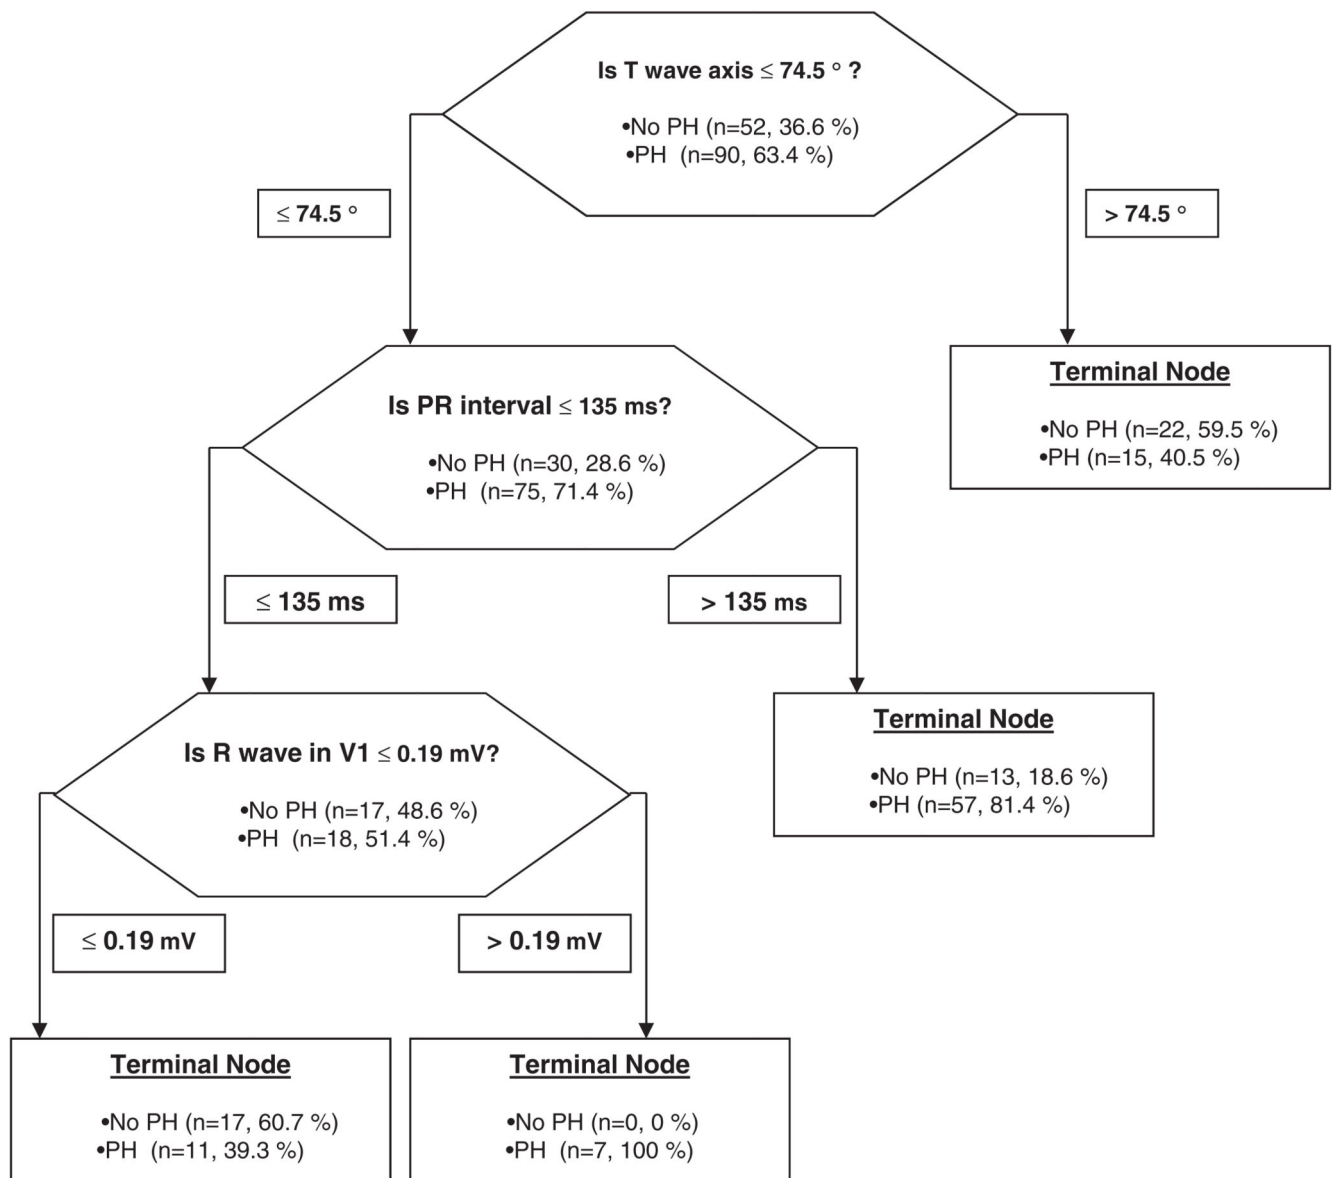 Is T wave axis ≤ 74.5 ° ?
•No PH (n=52, 36.6 %)
•PH (n=90, 63.4 %)
≤ 74.5 °
> 74.5 °
Is PR interval ≤ 135 ms?
•No PH (n=30, 28.6 %)
•PH (n=75, 71.4 %)
Terminal Node
•No PH (n=22, 59.5 %)
•PH (n=15, 40.5 %)
≤ 135 ms
> 135 ms
Is R wave in V1 ≤ 0.19 mV?
•No PH (n=17, 48.6 %)
•PH (n=18, 51.4 %)
Terminal Node
•No PH (n=13, 18.6 %)
•PH (n=57, 81.4 %)
≤ 0.19 mV
> 0.19 mV
Terminal Node
•No PH (n=17, 60.7 %)
•PH (n=11, 39.3 %)
Terminal Node
•No PH (n=0, 0 %)
•PH (n=7, 100 %)